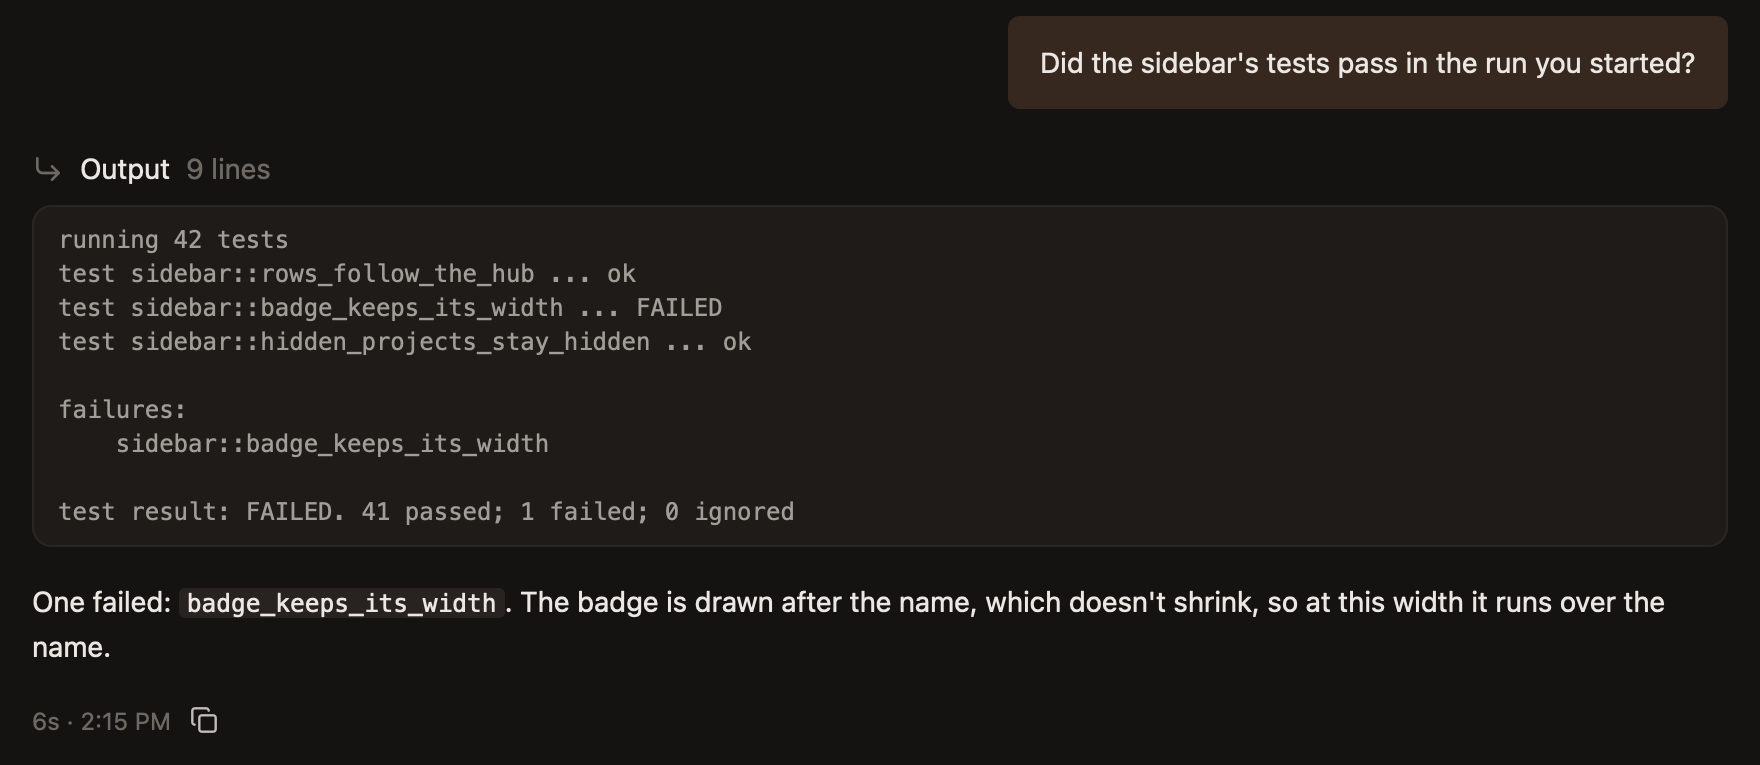 Did the sidebar's tests pass in the run you started?
Output 9 lines
running 42 tests
test sidebar::rows_follow_the_hub ... ok
test sidebar::badge_keeps_its_width ... FAILED
test sidebar::hidden_projects_stay_hidden ... ok
failures:
    sidebar::badge_keeps_its_width
test result: FAILED. 41 passed; 1 failed; 0 ignored
One failed: badge_keeps_its_width. The badge is drawn after the name, which doesn't shrink, so at this width it runs over the
name.
6s · 2:15 PM